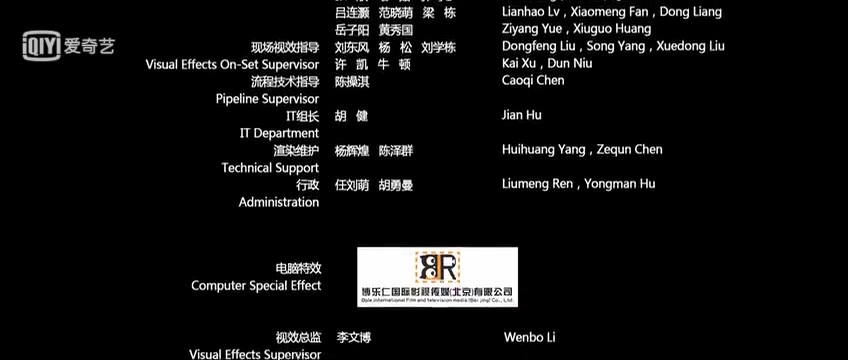 iQIYI 爱奇艺
吕连灏 范晓萌 梁 栋 Lianhao Lv , Xiaomeng Fan , Dong Liang
岳子阳 黄秀国 Ziyang Yue , Xiuguo Huang
现场视效指导 刘东风 杨 松 刘学栋 Dongfeng Liu , Song Yang , Xuedong Liu
Visual Effects On-Set Supervisor 许 凯 牛 顿 Kai Xu , Dun Niu
流程技术指导 陈操淇 Caoqi Chen
Pipeline Supervisor
IT组长 胡 健 Jian Hu
IT Department
渲染维护 杨辉煌 陈泽群 Huihuang Yang , Zequn Chen
Technical Support
行政 任刘萌 胡勇曼 Liumeng Ren , Yongman Hu
Administration
电脑特效
Computer Special Effect
BR
博乐仁国际影视传媒(北京)有限公司
international Film and television media (Bei jing) Co., Ltd.
视效总监 李文博 Wenbo Li
Visual Effects Supervisor